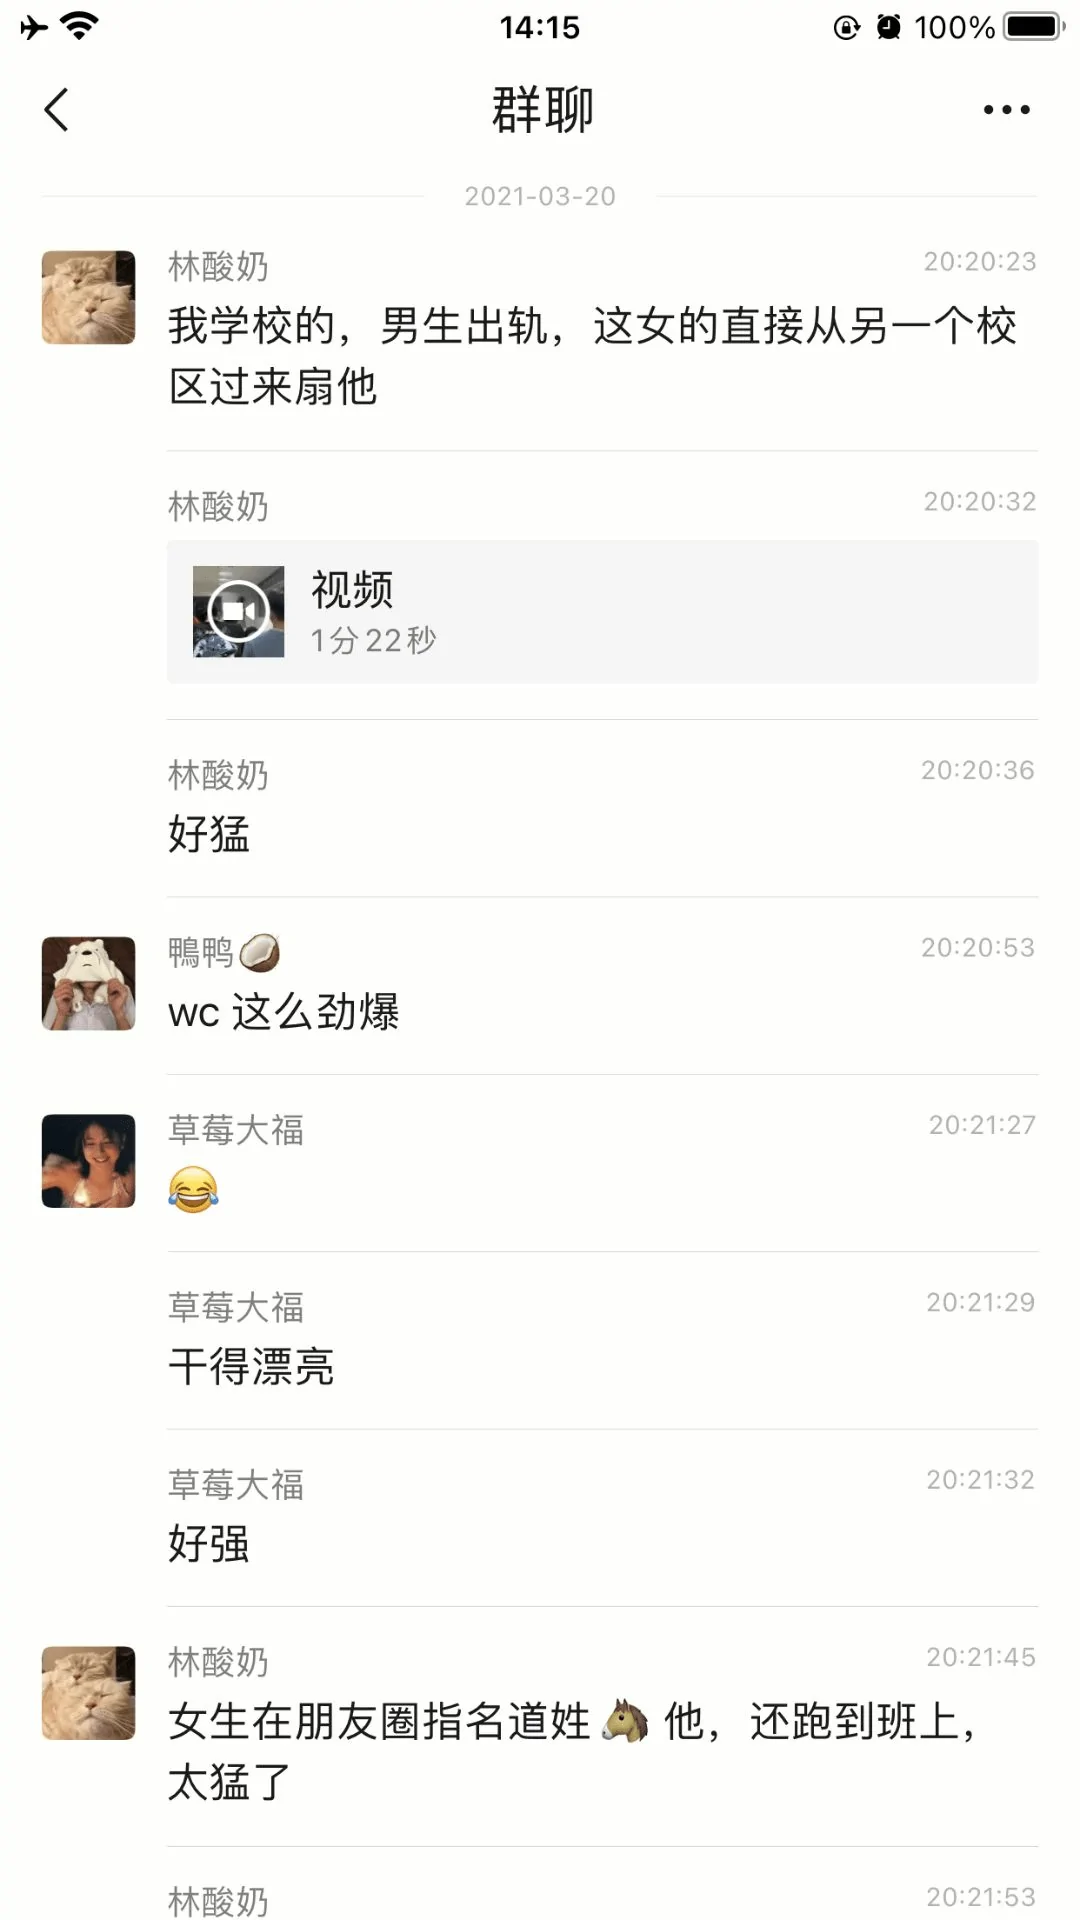 14:15
100%
群聊
2021-03-20
林酸奶
20:20:23
我学校的，男生出轨，这女的直接从另一个校
区过来扇他
林酸奶
20:20:32
视频
1分22秒
林酸奶
20:20:36
好猛
鴨鸭🥥
20:20:53
wc 这么劲爆
草莓大福
20:21:27
😂
草莓大福
20:21:29
干得漂亮
草莓大福
20:21:32
好强
林酸奶
20:21:45
女生在朋友圈指名道姓🐴他，还跑到班上，
太猛了
林酸奶
20:21:53